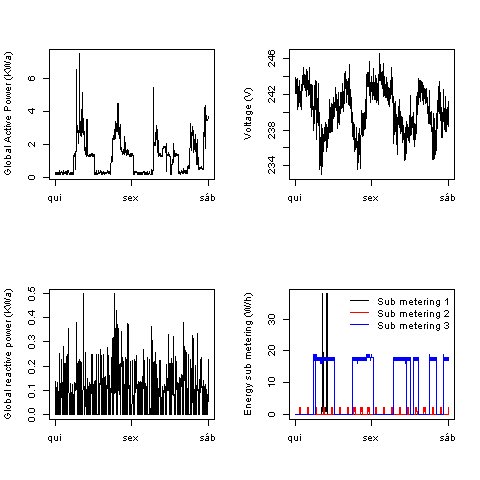 Global Active Power (KWa)
0
2
4
6
qui
sex
sáb
Voltage (V)
234
238
242
246
qui
sex
sáb
Global reactive power (KWa)
0.0
0.1
0.2
0.3
0.4
0.5
qui
sex
sáb
Energy sub metering (W/h)
0
10
20
30
Sub metering 1
Sub metering 2
Sub metering 3
qui
sex
sáb